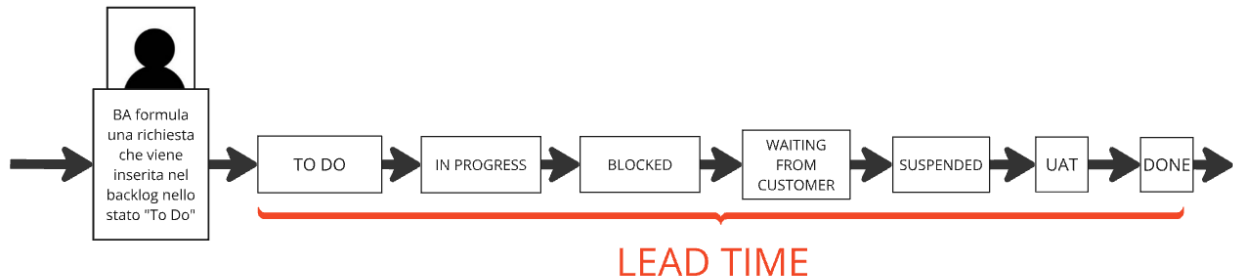 BA formula
una richiesta
che viene
inserita nel
backlog nello
stato "To Do"
TO DO
IN PROGRESS
BLOCKED
WAITING
FROM
CUSTOMER
SUSPENDED
UAT
DONE
LEAD TIME